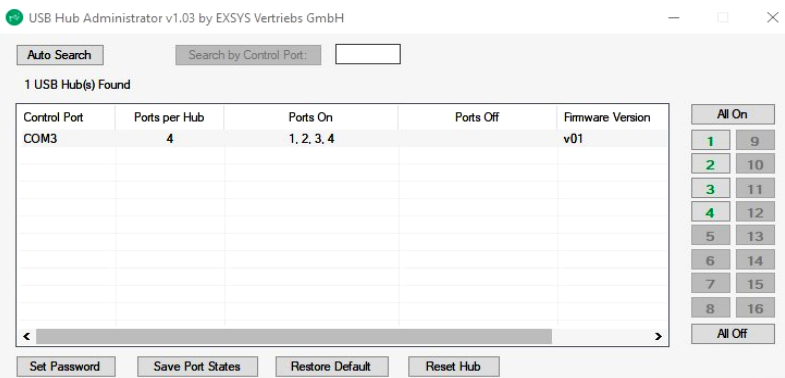 USB Hub Administrator v1.03 by EXSYS Vertriebs GmbH
Auto Search Search by Control Port:
1 USB Hub(s) Found
Control Port Ports per Hub Ports On Ports Off Firmware Version
COM3 4 1, 2, 3, 4 v01
All On
1 9
2 10
3 11
4 12
5 13
6 14
7 15
8 16
All Off
Set Password Save Port States Restore Default Reset Hub